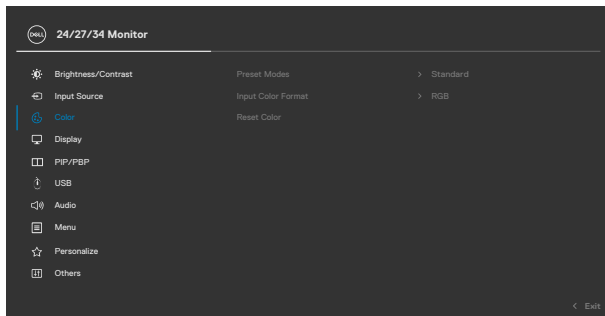 DELL 24/27/34 Monitor
Brightness/Contrast Preset Modes > Standard
Input Source Input Color Format > RGB
Color Reset Color
Display
PIP/PBP
USB
Audio
Menu
Personalize
Others
< Exit